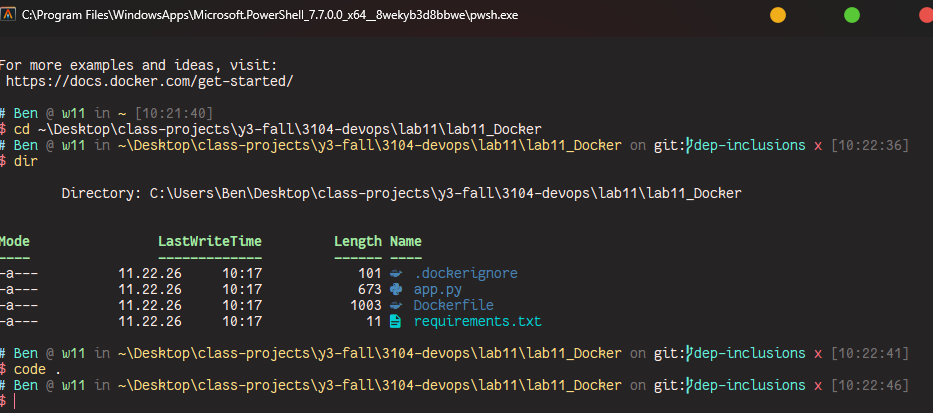 C:\Program Files\WindowsApps\Microsoft.PowerShell_7.7.0.0_x64__8wekyb3d8bbwe\pwsh.exe
For more examples and ideas, visit:
https://docs.docker.com/get-started/
# Ben @ w11 in ~ [10:21:40]
$ cd ~\Desktop\class-projects\y3-fall\3104-devops\lab11\lab11_Docker
# Ben @ w11 in ~\Desktop\class-projects\y3-fall\3104-devops\lab11\lab11_Docker on git:dep-inclusions x [10:22:36]
$ dir
Directory: C:\Users\Ben\Desktop\class-projects\y3-fall\3104-devops\lab11\lab11_Docker
Mode LastWriteTime Length Name
---- ------------- ------ ----
-a--- 11.22.26 10:17 101 .dockerignore
-a--- 11.22.26 10:17 673 app.py
-a--- 11.22.26 10:17 1003 Dockerfile
-a--- 11.22.26 10:17 11 requirements.txt
# Ben @ w11 in ~\Desktop\class-projects\y3-fall\3104-devops\lab11\lab11_Docker on git:dep-inclusions x [10:22:41]
$ code .
# Ben @ w11 in ~\Desktop\class-projects\y3-fall\3104-devops\lab11\lab11_Docker on git:dep-inclusions x [10:22:46]
$